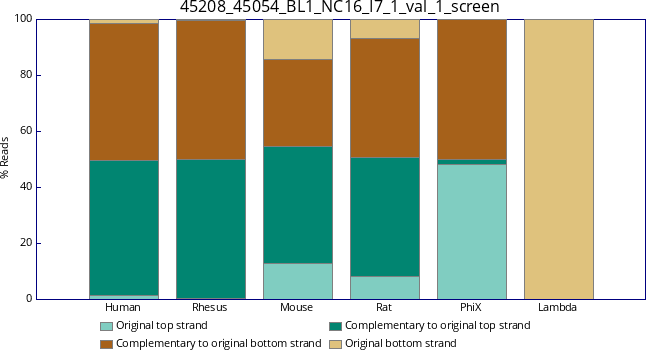 45208_45054_BL1_NC16_I7_1_val_1_screen
100
80
60
40
20
0
% Reads
Human Rhesus Mouse Rat PhiX Lambda
Original top strand Complementary to original top strand
Complementary to original bottom strand Original bottom strand